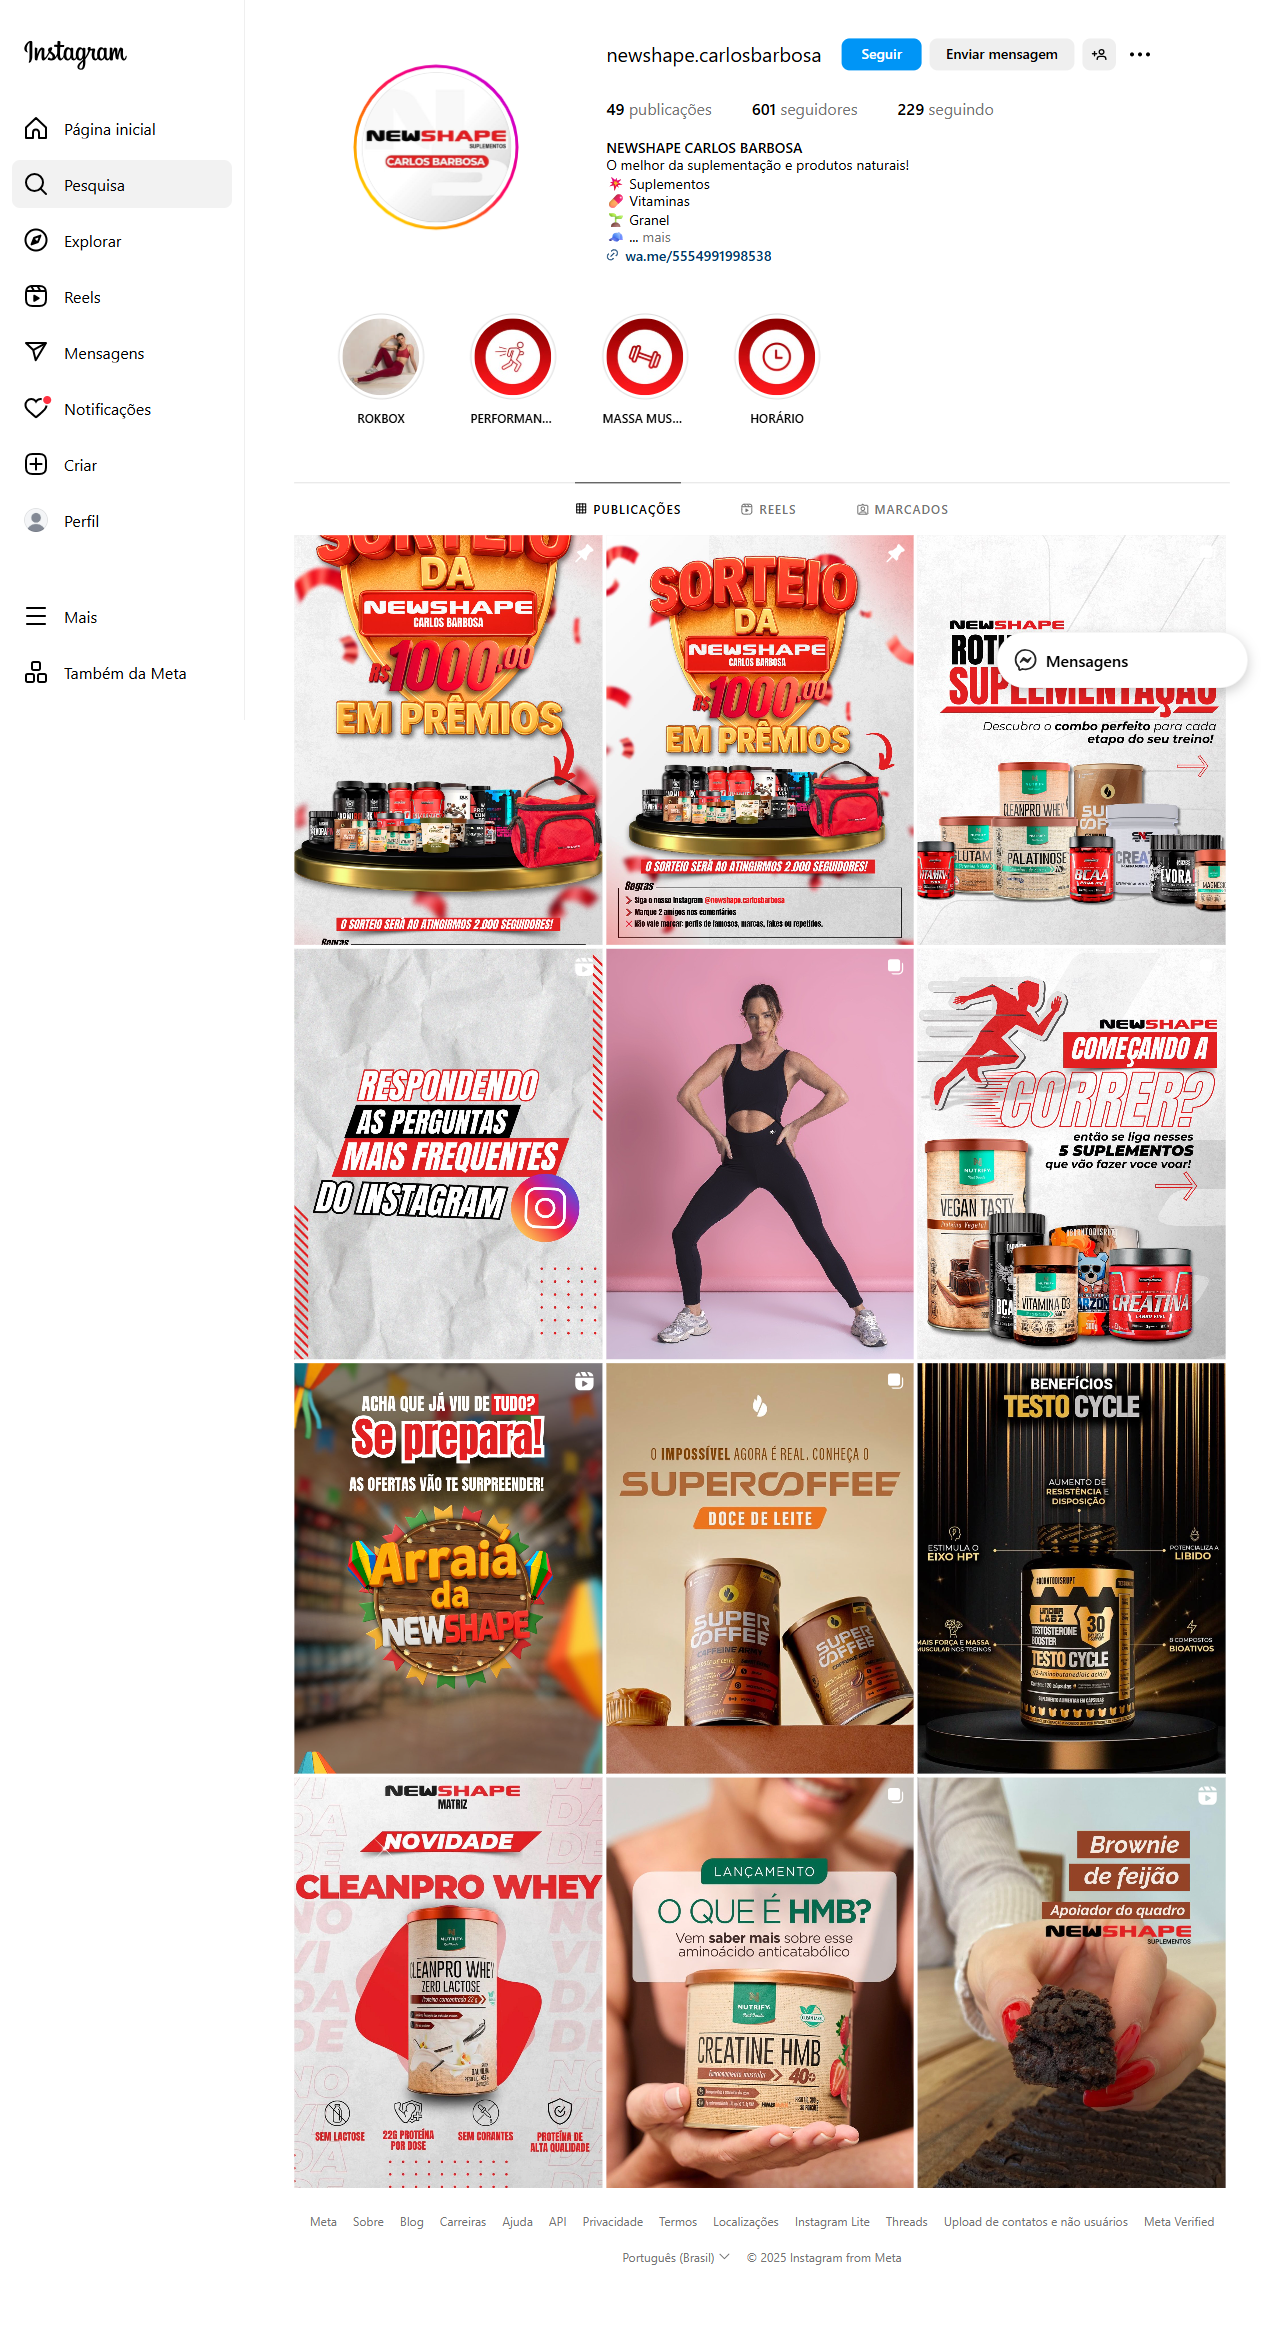 Instagram
Página inicial
Pesquisa
Explorar
Reels
Mensagens
Notificações
Criar
Perfil
Mais
Também da Meta
NEWSHAPE
SUPLEMENTOS
CARLOS BARBOSA
newshape.carlosbarbosa
Seguir
Enviar mensagem
49 publicações
601 seguidores
229 seguindo
NEWSHAPE CARLOS BARBOSA
O melhor da suplementação e produtos naturais!
Suplementos
Vitaminas
Granel
... mais
wa.me/5554991998538
ROKBOX
PERFORMAN...
MASSA MUS...
HORÁRIO
PUBLICAÇÕES
REELS
MARCADOS
SORTEIO
DA
NEWSHAPE
CARLOS BARBOSA
R$1000,00
EM PRÊMIOS
O SORTEIO SERÁ AO ATINGIRMOS 2.000 SEGUIDORES!
Regras
SORTEIO
DA
NEWSHAPE
CARLOS BARBOSA
R$1000,00
EM PRÊMIOS
O SORTEIO SERÁ AO ATINGIRMOS 2.000 SEGUIDORES!
Regras
Siga o nosso Instagram @newshape.carlosbarbosa
Marque 2 amigos nos comentários
Não vale marcar: perfis de famosos, marcas, fakes ou repetidos.
NEWSHAPE
ROTI
Mensagens
SUPLEMENTAÇÃO
Descubra o combo perfeito para cada
etapa do seu treino!
NUTRIFY
CLEANPRO WHEY
GLUTAM
PALATINOSE
BCAA
CREA
ÉVORA
RESPONDENDO
AS PERGUNTAS
MAIS FREQUENTES
DO INSTAGRAM
NEWSHAPE
COMEÇANDO A
CORRER?
então se liga nesses
5 SUPLEMENTOS
que vão fazer voce voar!
NUTRIFY
VEGAN TASTY
Proteína Vegetal
BCA
VITAMINA D3
CREATINA
ACHA QUE JÁ VIU DE TUDO?
Se prepara!
AS OFERTAS VÃO TE SURPREENDER!
Arraia
da
NEWSHAPE
O IMPOSSÍVEL AGORA É REAL, CONHEÇA O
SUPERCOFFEE
DOCE DE LEITE
SUPER
COFFEE
SUPER
COFFEE
BENEFÍCIOS
TESTO CYCLE
AUMENTO DE
RESISTÊNCIA E
DISPOSIÇÃO
ESTIMULA O
EIXO HPT
POTENCIALIZA A
LIBIDO
MAIS FORÇA E MASSA
MUSCULAR NOS TREINOS
8 COMPOSTOS
BIOATIVOS
#BORNTODISRUPT
UNDER
LABZ
TESTOSTERONE
BOOSTER
30
TESTO CYCLE
NEWSHAPE
MATRIZ
NOVIDADE
CLEANPRO WHEY
NUTRIFY
CLEANPRO WHEY
ZERO LACTOSE
SEM LACTOSE
22G PROTEÍNA
POR DOSE
SEM CORANTES
PROTEÍNA DE
ALTA QUALIDADE
LANÇAMENTO
O QUE É HMB?
Vem saber mais sobre esse
aminoácido anticatabólico
NUTRIFY
CREATINE HMB
Brownie
de feijão
Apoiador do quadro
NEWSHAPE
SUPLEMENTOS
Meta
Sobre
Blog
Carreiras
Ajuda
API
Privacidade
Termos
Localizações
Instagram Lite
Threads
Upload de contatos e não usuários
Meta Verified
Português (Brasil)
© 2025 Instagram from Meta